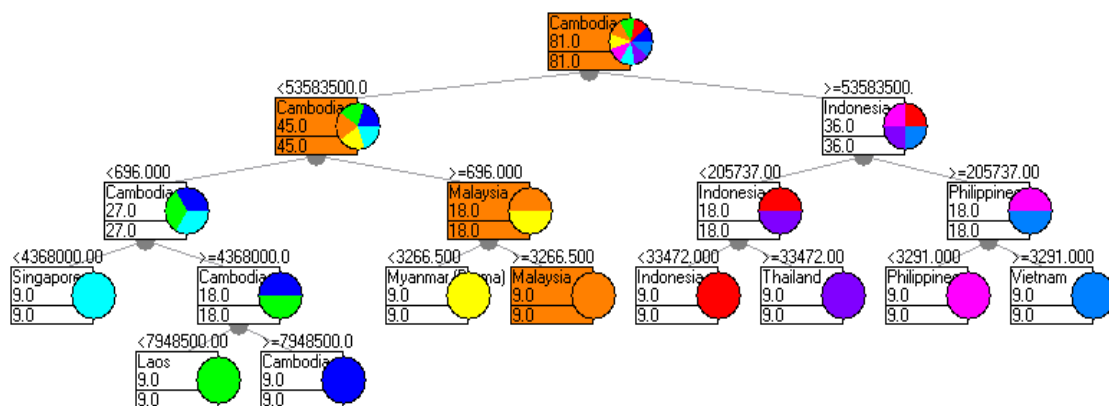 Cambodia
81.0
81.0
<53583500.0
>=53583500.
Cambodia
45.0
45.0
Indonesia
36.0
36.0
<696.000
>=696.000
<205737.00
>=205737.00
Cambodia
27.0
27.0
Malaysia
18.0
18.0
Indonesia
18.0
18.0
Philippines
18.0
18.0
<4368000.00
>=4368000.00
<3266.500
>=3266.500
<33472.000
>=33472.00
<3291.000
>=3291.000
Singapore
9.0
9.0
Cambodia
18.0
18.0
Myanmar (Burma)
9.0
9.0
Malaysia
9.0
9.0
Indonesia
9.0
9.0
Thailand
9.0
9.0
Philippines
9.0
9.0
Vietnam
9.0
9.0
<7948500.00
>=7948500.0
Laos
9.0
9.0
Cambodia
9.0
9.0